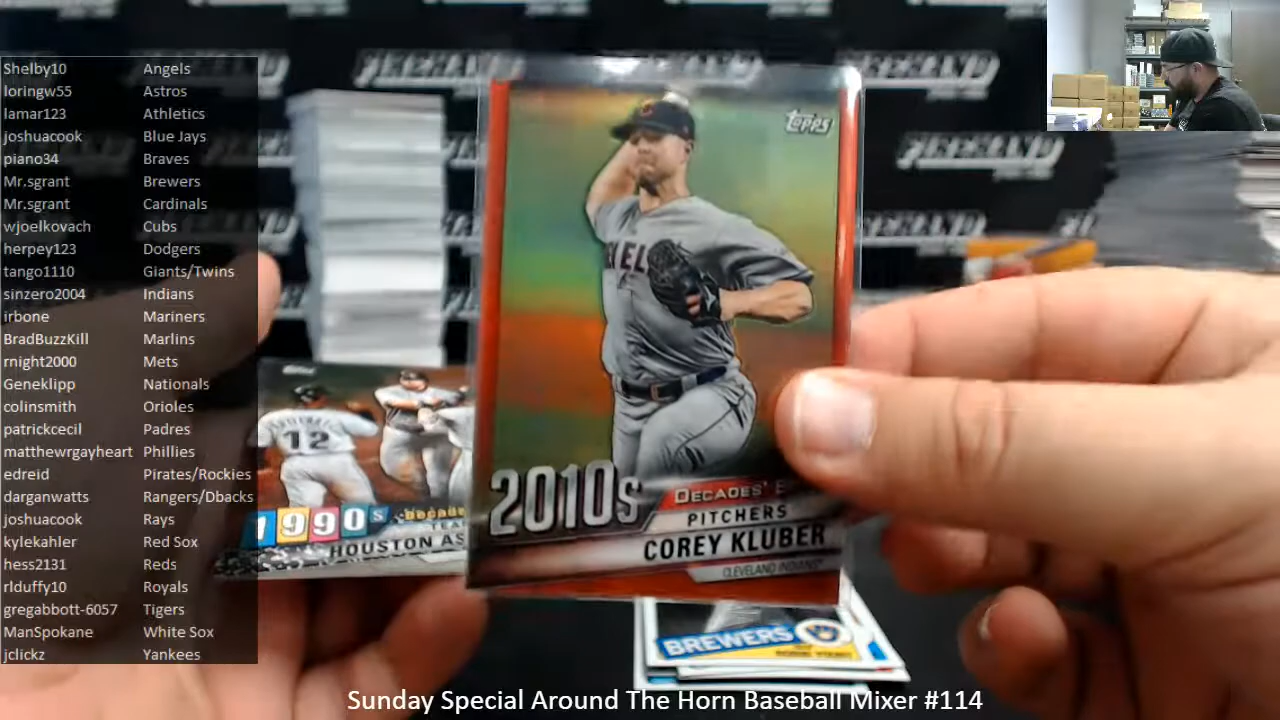 Shelby10 Angels
loringw55 Astros
lamar123 Athletics
joshuacook Blue Jays
piano34 Braves
Mr.sgrant Brewers
Mr.sgrant Cardinals
wjoelkovach Cubs
herpey123 Dodgers
tango1110 Giants/Twins
sinzero2004 Indians
irbone Mariners
BradBuzzKill Marlins
rnight2000 Mets
Geneklipp Nationals
colinsmith Orioles
patrickcecil Padres
matthewrgayheart Phillies
edreid Pirates/Rockies
darganwatts Rangers/Dbacks
joshuacook Rays
kylekahler Red Sox
hess2131 Reds
rlduffy10 Royals
gregabbott-6057 Tigers
ManSpokane White Sox
jclickz Yankees
Topps
2010s
DECADES'
PITCHERS
COREY KLUBER
CLEVELAND INDIANS
12
1990s
HOUSTON AS
BREWERS
Sunday Special Around The Horn Baseball Mixer #114